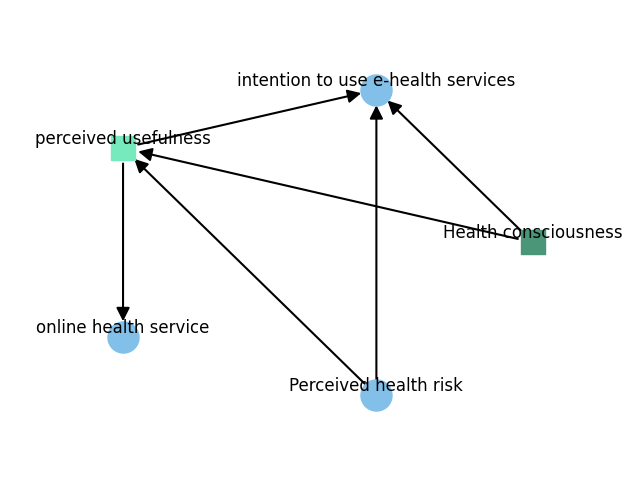 intention to use e-health services
perceived usefulness
Health consciousness
online health service
Perceived health risk